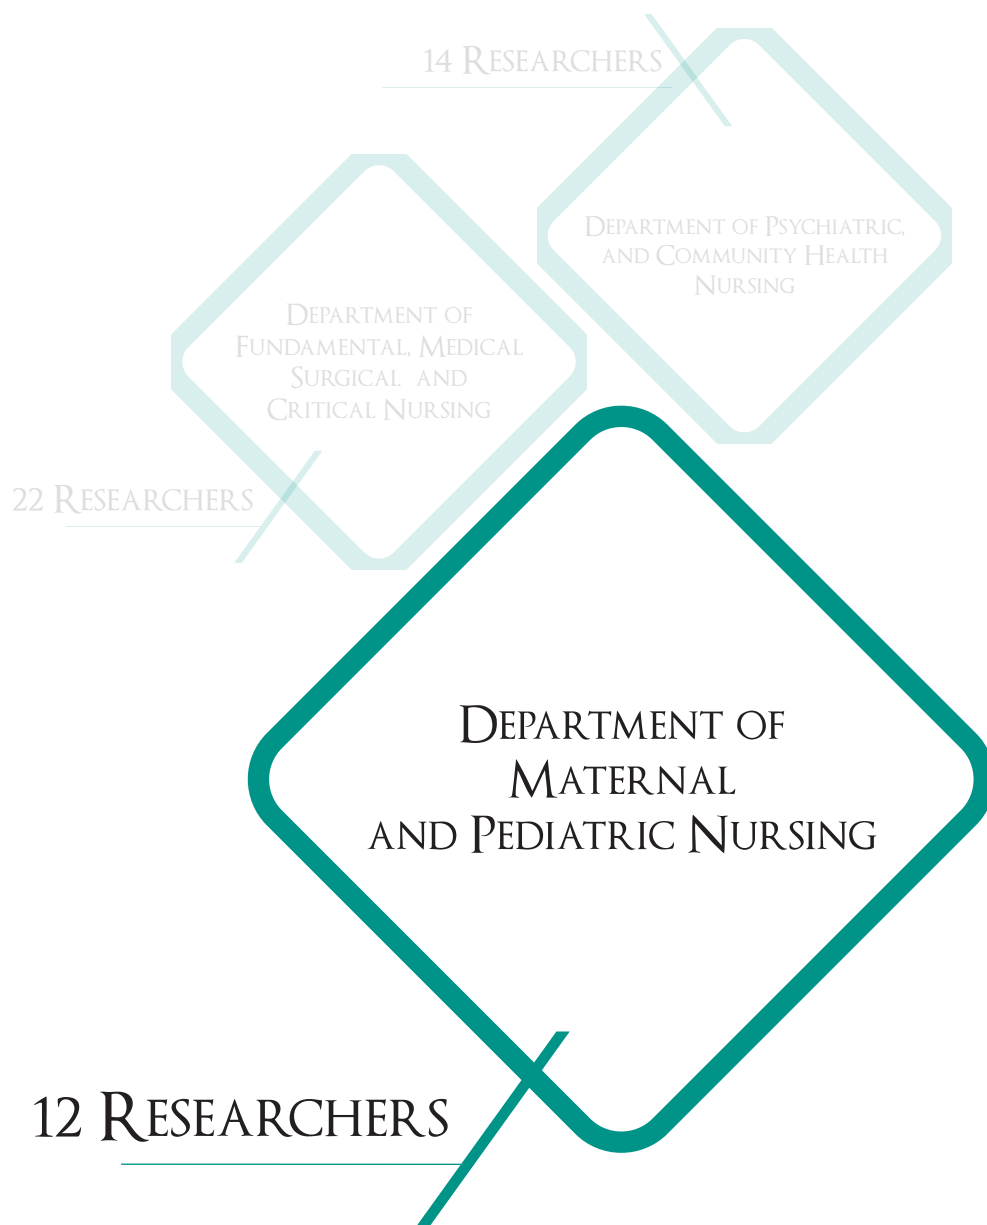 14 Researchers
Department of Psychiatric,
and Community Health
Nursing
Department of
Fundamental, Medical
Surgical and
Critical Nursing
22 Researchers
Department of
Maternal
and Pediatric Nursing
12 Researchers